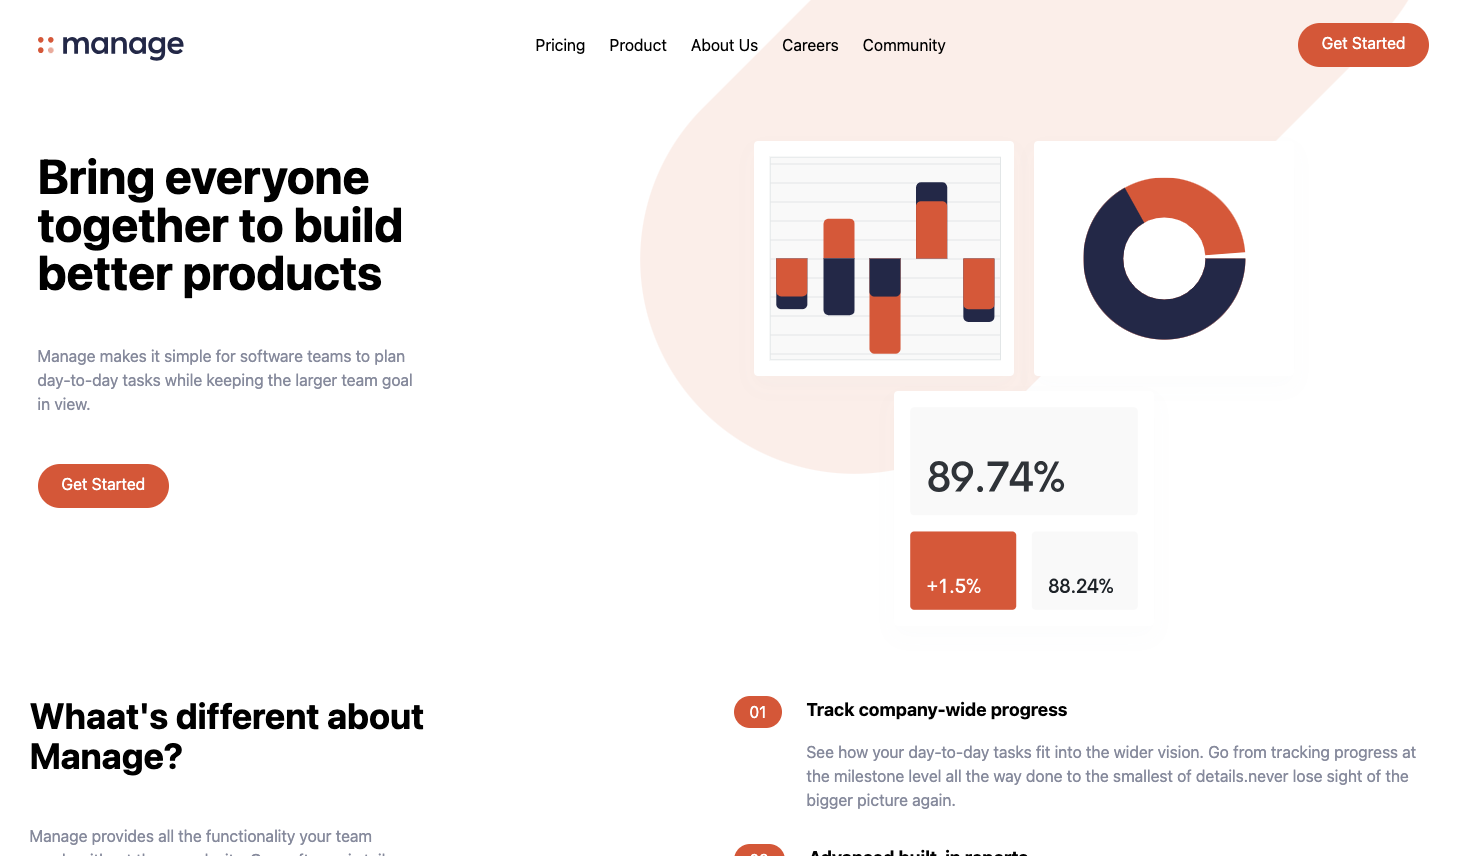 manage
Pricing Product About Us Careers Community
Get Started
Bring everyone
together to build
better products
Manage makes it simple for software teams to plan
day-to-day tasks while keeping the larger team goal
in view.
Get Started
89.74%
+1.5% 88.24%
Whaat's different about
Manage?
Manage provides all the functionality your team
01 Track company-wide progress
See how your day-to-day tasks fit into the wider vision. Go from tracking progress at
the milestone level all the way done to the smallest of details.never lose sight of the
bigger picture again.
Advanced built-in reports